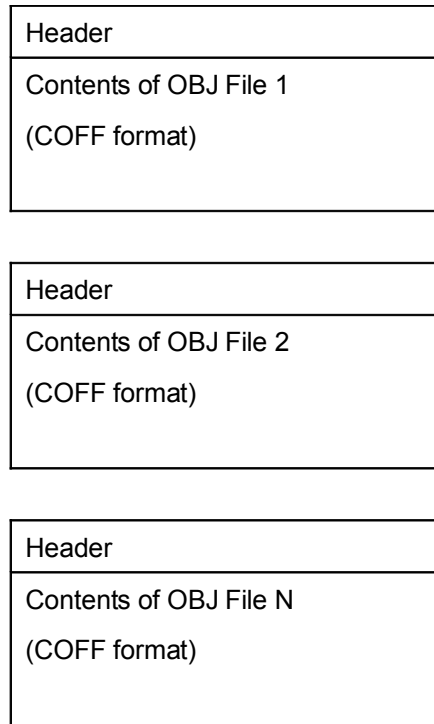 Header
Contents of OBJ File 1
(COFF format)
Header
Contents of OBJ File 2
(COFF format)
Header
Contents of OBJ File N
(COFF format)